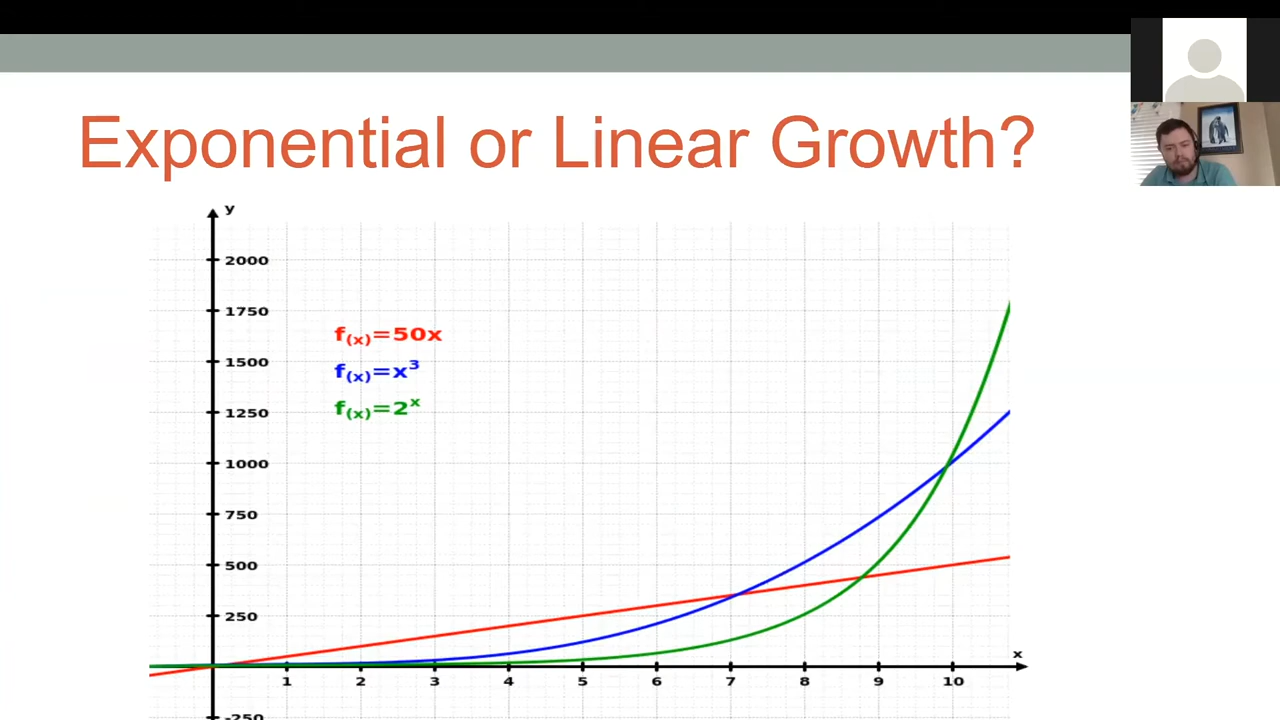 Exponential or Linear Growth?
y
2000
1750
f(x)=50x
1500
f(x)=x³
f(x)=2ˣ
1250
1000
750
500
250
x
1 2 3 4 5 6 7 8 9 10
-250